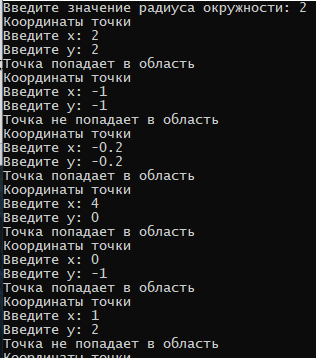 Введите значение радиуса окружности: 2
Координаты точки
Введите x: 2
Введите y: 2
Точка попадает в область
Координаты точки
Введите x: -1
Введите y: -1
Точка не попадает в область
Координаты точки
Введите x: -0.2
Введите y: -0.2
Точка попадает в область
Координаты точки
Введите x: 4
Введите y: 0
Точка попадает в область
Координаты точки
Введите x: 0
Введите y: -1
Точка попадает в область
Координаты точки
Введите x: 1
Введите y: 2
Точка не попадает в область
Координаты точки